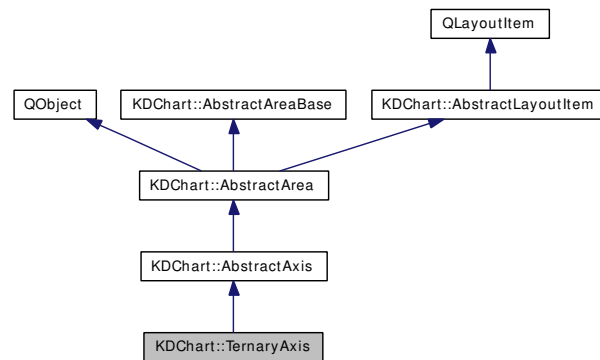 QLayoutItem
QObject
KDChart::AbstractAreaBase
KDChart::AbstractLayoutItem
KDChart::AbstractArea
KDChart::AbstractAxis
KDChart::TernaryAxis